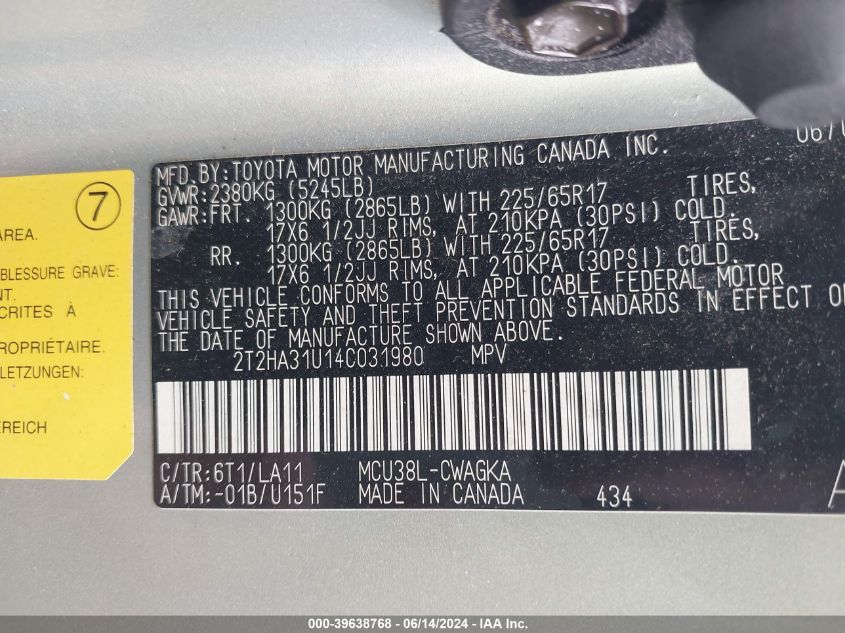 7
AREA.
BLESSURE GRAVE:
NT.
CRITES À
ROPRIÉTAIRE.
LETZUNGEN:
EREICH
06/
MFD. BY: TOYOTA MOTOR MANUFACTURING CANADA INC.
GVWR: 2380KG (5245LB)
GAWR: FRT. 1300KG (2865LB) WITH 225/65R17 TIRES,
17X6 1/2JJ RIMS, AT 210KPA (30PSI) COLD.
RR. 1300KG (2865LB) WITH 225/65R17 TIRES,
17X6 1/2JJ RIMS, AT 210KPA (30PSI) COLD.
THIS VEHICLE CONFORMS TO ALL APPLICABLE FEDERAL MOTOR
VEHICLE SAFETY AND THEFT PREVENTION STANDARDS IN EFFECT ON
THE DATE OF MANUFACTURE SHOWN ABOVE.
2T2HA31U14C031980 MPV
C/TR: 6T1/LA11 MCU38L-CWAGKA
A/TM: -01B/U151F MADE IN CANADA 434
A
000-39638768 - 06/14/2024 - IAA Inc.